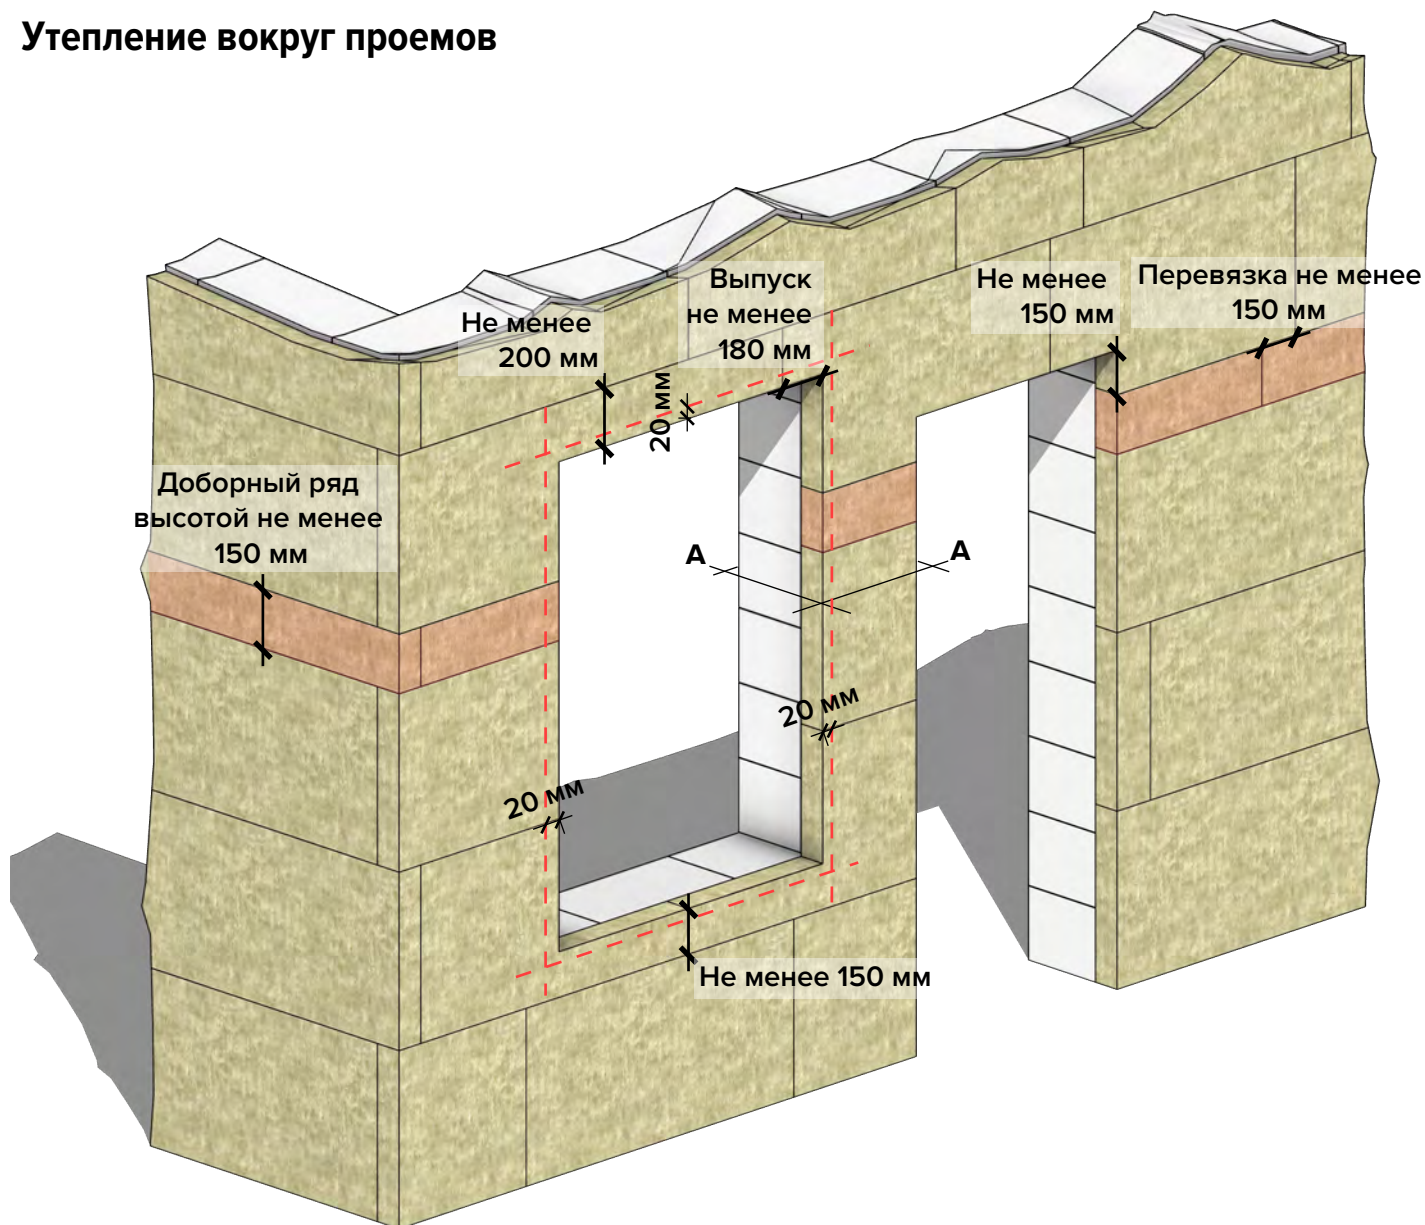 Утепление вокруг проемов
Выпуск
не менее
180 мм
Не менее
150 мм
Перевязка не менее
150 мм
Не менее
200 мм
20 мм
Доборный ряд
высотой не менее
150 мм
А
А
20 мм
20 мм
Не менее 150 мм